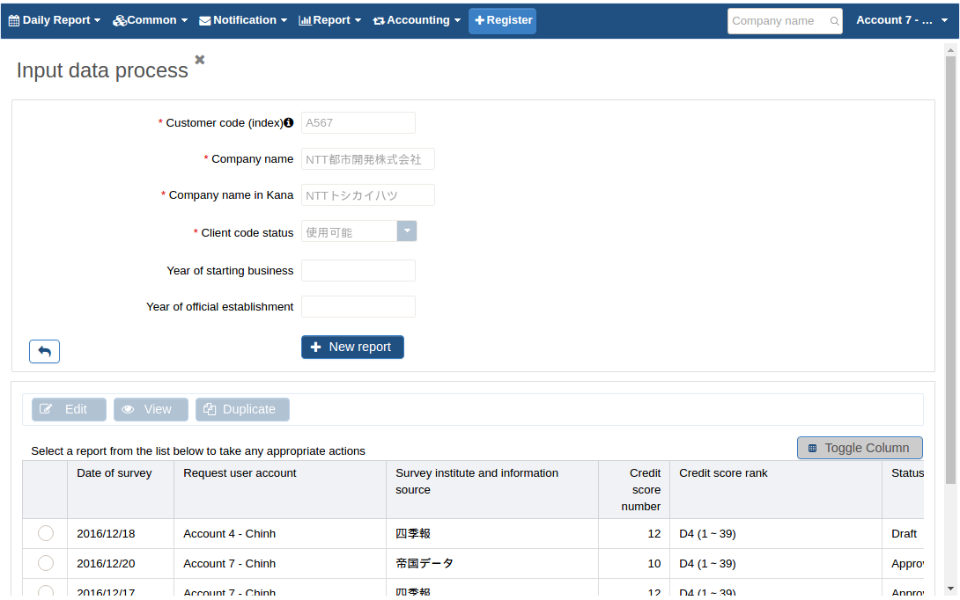 Daily Report Common Notification Report Accounting Register Company name Account 7 - ...
Input data process
* Customer code (index) A567
* Company name NTT都市開発株式会社
* Company name in Kana NTTトシカイハツ
* Client code status 使用可能
Year of starting business
Year of official establishment
New report
Edit View Duplicate
Select a report from the list below to take any appropriate actions Toggle Column
Date of survey Request user account Survey institute and information source Credit score number Credit score rank Status
2016/12/18 Account 4 - Chinh 四季報 12 D4 (1 ~ 39) Draft
2016/12/20 Account 7 - Chinh 帝国データ 10 D4 (1 ~ 39) Appro
2016/12/17 Account 7 - Chinh 四季報 12 D4 (1 ~ 39) Appro